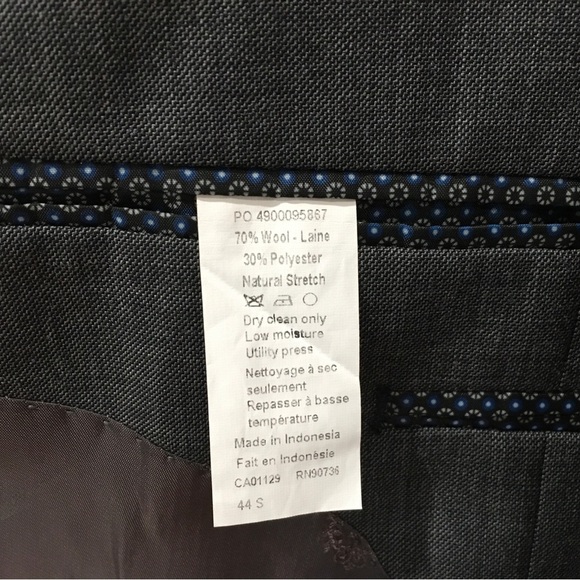 PO 4900095867
70% Wool - Laine
30% Polyester
Natural Stretch
Dry clean only
Low moisture
Utility press
Nettoyage à sec
seulement
Repasser à basse
température
Made in Indonesia
Fait en Indonésie
CA01129 RN90736
44 S